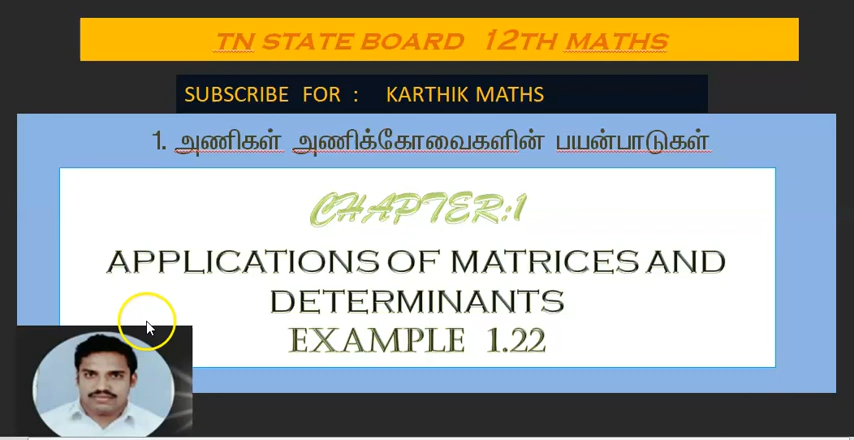 TN STATE BOARD 12TH MATHS
SUBSCRIBE FOR : KARTHIK MATHS
1. அணிகள் அணிக்கோவைகளின் பயன்பாடுகள்
CHAPTER:1
APPLICATIONS OF MATRICES AND
DETERMINANTS
EXAMPLE 1.22